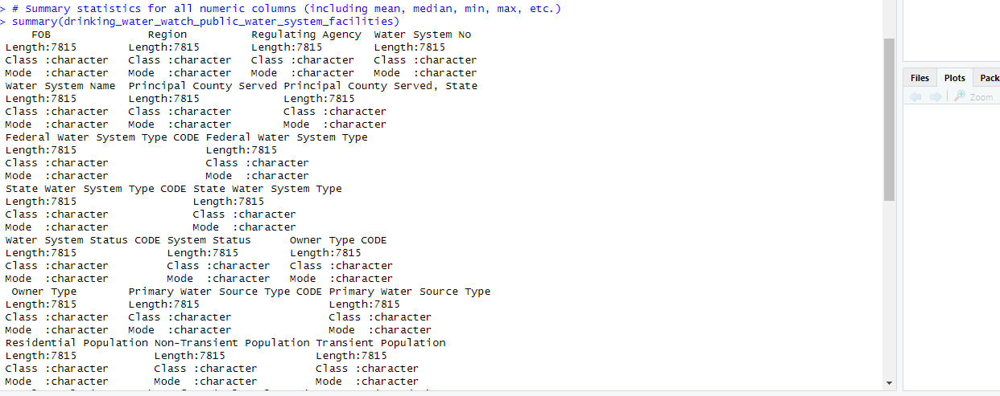 > # Summary statistics for all numeric columns (including mean, median, min, max, etc.)
> summary(drinking_water_watch_public_water_system_facilities)
FOB Region Regulating Agency Water System No
Length:7815 Length:7815 Length:7815 Length:7815
Class :character Class :character Class :character Class :character
Mode :character Mode :character Mode :character Mode :character
Water System Name Principal County Served Principal County Served, State
Length:7815 Length:7815 Length:7815
Class :character Class :character Class :character
Mode :character Mode :character Mode :character
Federal Water System Type CODE Federal Water System Type
Length:7815 Length:7815
Class :character Class :character
Mode :character Mode :character
State Water System Type CODE State Water System Type
Length:7815 Length:7815
Class :character Class :character
Mode :character Mode :character
Water System Status CODE System Status Owner Type CODE
Length:7815 Length:7815 Length:7815
Class :character Class :character Class :character
Mode :character Mode :character Mode :character
Owner Type Primary Water Source Type CODE Primary Water Source Type
Length:7815 Length:7815 Length:7815
Class :character Class :character Class :character
Mode :character Mode :character Mode :character
Residential Population Non-Transient Population Transient Population
Length:7815 Length:7815 Length:7815
Class :character Class :character Class :character
Mode :character Mode :character Mode :character
Files Plots Pack
Zoom